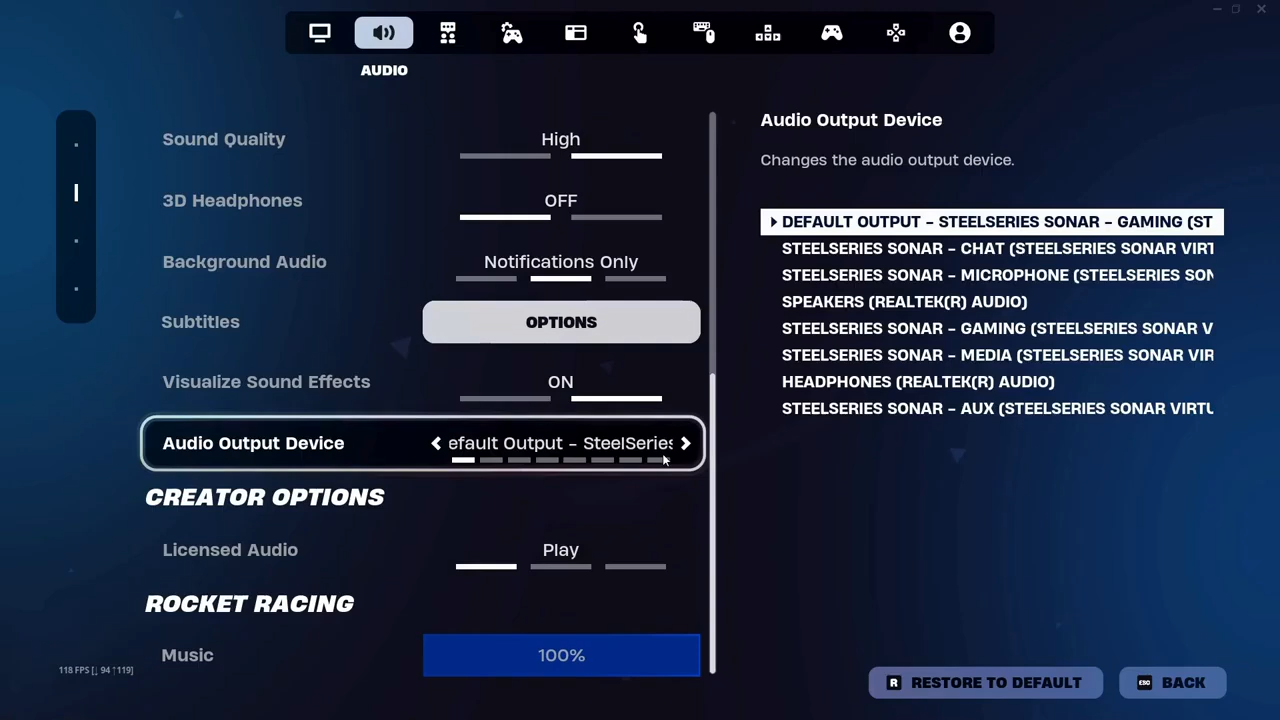 AUDIO
Sound Quality
High
3D Headphones
OFF
Background Audio
Notifications Only
Subtitles
OPTIONS
Visualize Sound Effects
ON
Audio Output Device
efault Output - SteelSeries
CREATOR OPTIONS
Licensed Audio
Play
ROCKET RACING
Music
100%
118 FPS [↓ 94 ↑119]
Audio Output Device
Changes the audio output device.
DEFAULT OUTPUT - STEELSERIES SONAR - GAMING (ST
STEELSERIES SONAR - CHAT (STEELSERIES SONAR VIRT
STEELSERIES SONAR - MICROPHONE (STEELSERIES SON
SPEAKERS (REALTEK(R) AUDIO)
STEELSERIES SONAR - GAMING (STEELSERIES SONAR V
STEELSERIES SONAR - MEDIA (STEELSERIES SONAR VIR
HEADPHONES (REALTEK(R) AUDIO)
STEELSERIES SONAR - AUX (STEELSERIES SONAR VIRTU
R RESTORE TO DEFAULT
ESC BACK